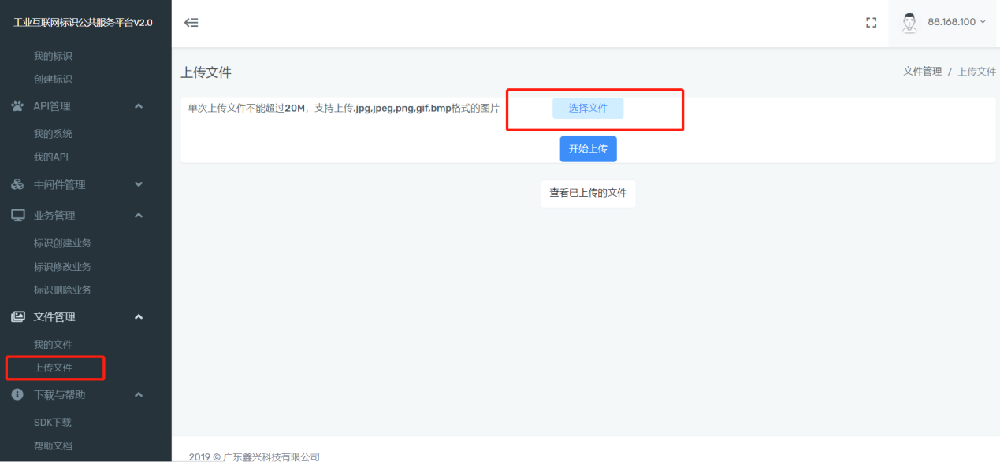 工业互联网标识公共服务平台V2.0
88.168.100
我的标识
创建标识
API管理
我的系统
我的API
中间件管理
业务管理
标识创建业务
标识修改业务
标识删除业务
文件管理
我的文件
上传文件
下载与帮助
SDK下载
帮助文档
上传文件
文件管理 / 上传文件
单次上传文件不能超过20M，支持上传.jpg,jpeg,png,gif,bmp格式的图片
选择文件
开始上传
查看已上传的文件
2019 © 广东鑫兴科技有限公司